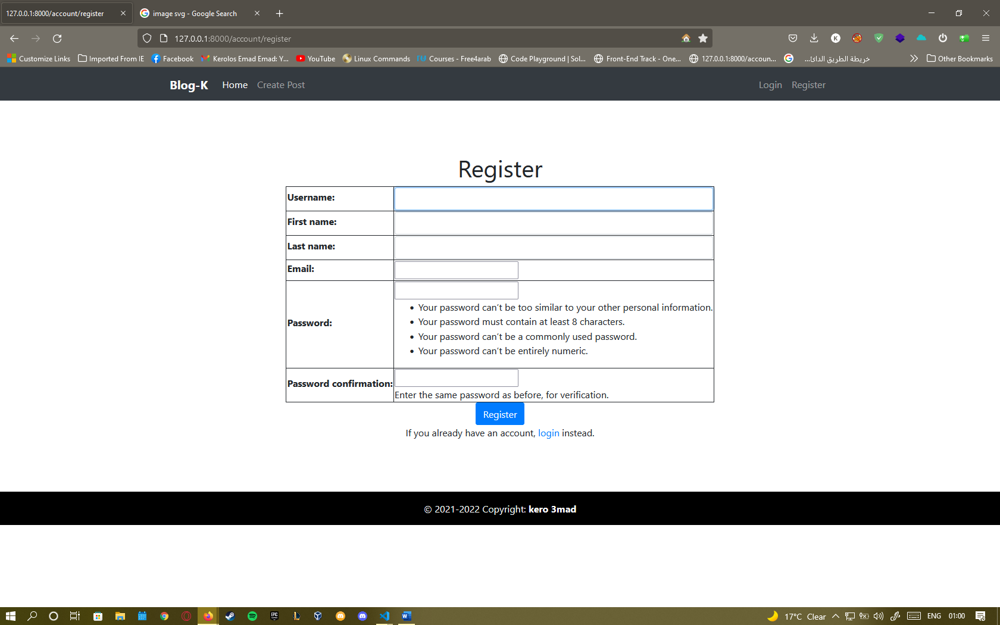 127.0.0.1:8000/account/register
image svg - Google Search
127.0.0.1:8000/account/register
Customize Links
Imported From IE
Facebook
Kerolos Emad Emad: Y...
YouTube
Linux Commands
Courses - Free4arab
Code Playground | Sol...
Front-End Track - One...
127.0.0.1:8000/accoun...
خريطة الطريق الدائ...
Other Bookmarks
Blog-K
Home
Create Post
Login
Register
Register
Username:
First name:
Last name:
Email:
Password:
• Your password can’t be too similar to your other personal information.
• Your password must contain at least 8 characters.
• Your password can’t be a commonly used password.
• Your password can’t be entirely numeric.
Password confirmation:
Enter the same password as before, for verification.
Register
If you already have an account, login instead.
© 2021-2022 Copyright: kero 3mad
17°C Clear
ENG
01:00